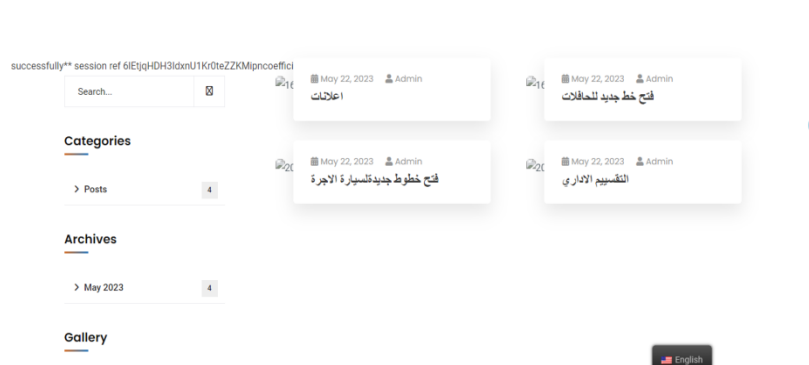 successfully** session ref 6IEtjqHDH3IdxnU1Kr0teZZKMipncoeffici
Search...
Categories
Posts
4
Archives
May 2023
4
Gallery
May 22, 2023 Admin
اعلانات
May 22, 2023 Admin
فتح خط جديد للحافلات
May 22, 2023 Admin
فتح خطوط جديدةلسيارة الاجرة
May 22, 2023 Admin
التقسييم الاداري
English